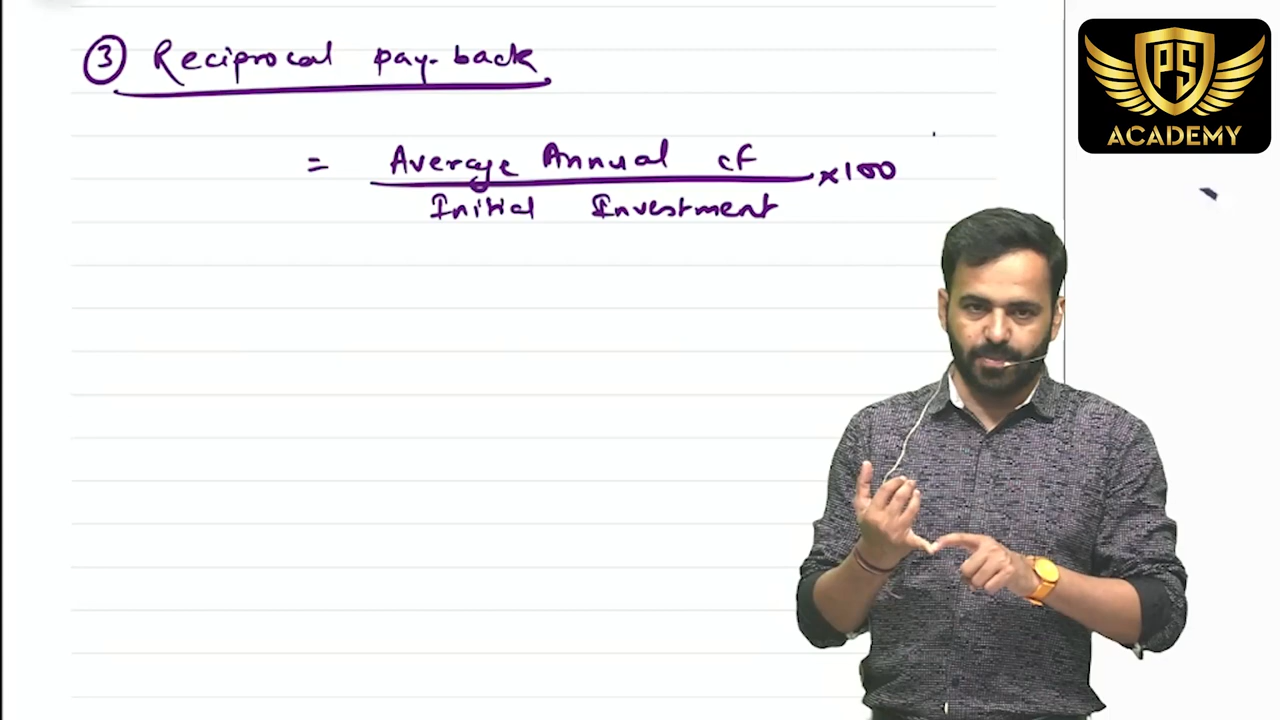 ③ Reciprocal pay-back
= Average Annual CF
Initial Investment ×100
PS
ACADEMY